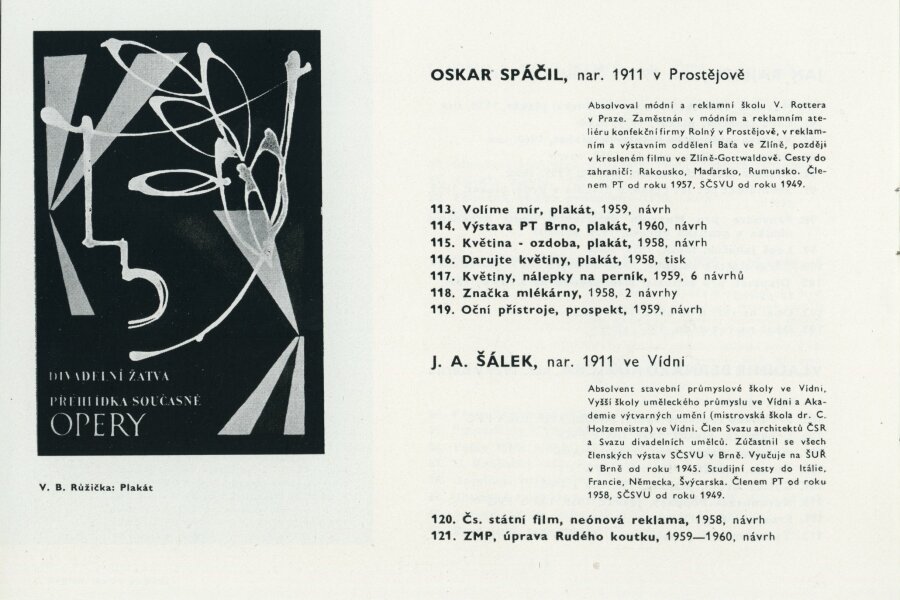 DIVADELNÍ ŽATVA
PŘEHLÍDKA SOUČASNÉ
OPERY
V. B. Růžička: Plakát
OSKAR SPÁČIL, nar. 1911 v Prostějově
Absolvoval módní a reklamní školu V. Rottera
v Praze. Zaměstnán v módním a reklamním ate-
liéru konfekční firmy Rolný v Prostějově, v reklam-
ním a výstavním oddělení Baťa ve Zlíně, později
v kresleném filmu ve Zlíně-Gottwaldově. Cesty do
zahraničí: Rakousko, Maďarsko, Rumunsko. Čle-
nem PT od roku 1957, SČSVU od roku 1949.
113. Volíme mír, plakát, 1959, návrh
114. Výstava PT Brno, plakát, 1960, návrh
115. Květina - ozdoba, plakát, 1958, návrh
116. Darujte květiny, plakát, 1958, tisk
117. Květiny, nálepky na perník, 1959, 6 návrhů
118. Značka mlékárny, 1958, 2 návrhy
119. Oční přístroje, prospekt, 1959, návrh
J. A. ŠÁLEK, nar. 1911 ve Vídni
Absolvent stavební průmyslové školy ve Vídni,
Vyšší školy uměleckého průmyslu ve Vídni a Aka-
demie výtvarných umění (mistrovská škola dr. C.
Holzemeistra) ve Vídni. Člen Svazu architektů ČSR
a Svazu divadelních umělců. Zúčastnil se všech
členských výstav SČSVU v Brně. Vyučuje na ŠUŘ
v Brně od roku 1945. Studijní cesty do Itálie,
Francie, Německa, Švýcarska. Členem PT od roku
1958, SČSVU od roku 1949.
120. Čs. státní film, neónová reklama, 1958, návrh
121. ZMP, úprava Rudého koutku, 1959—1960, návrh